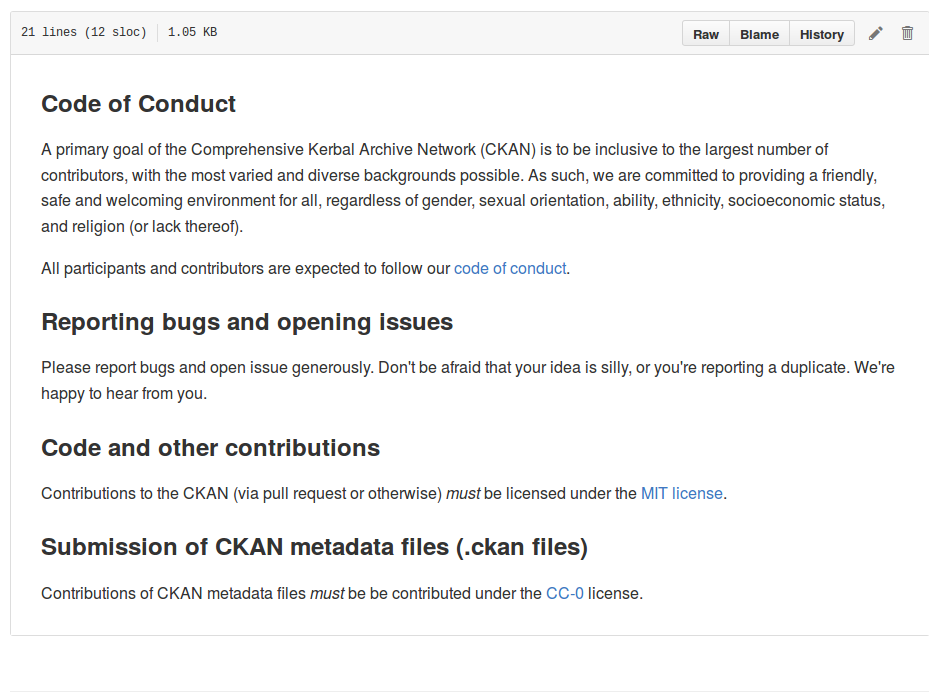 21 lines (12 sloc) 1.05 KB
Raw Blame History
Code of Conduct
A primary goal of the Comprehensive Kerbal Archive Network (CKAN) is to be inclusive to the largest number of
contributors, with the most varied and diverse backgrounds possible. As such, we are committed to providing a friendly,
safe and welcoming environment for all, regardless of gender, sexual orientation, ability, ethnicity, socioeconomic status,
and religion (or lack thereof).
All participants and contributors are expected to follow our code of conduct.
Reporting bugs and opening issues
Please report bugs and open issue generously. Don't be afraid that your idea is silly, or you're reporting a duplicate. We're
happy to hear from you.
Code and other contributions
Contributions to the CKAN (via pull request or otherwise) must be licensed under the MIT license.
Submission of CKAN metadata files (.ckan files)
Contributions of CKAN metadata files must be be contributed under the CC-0 license.